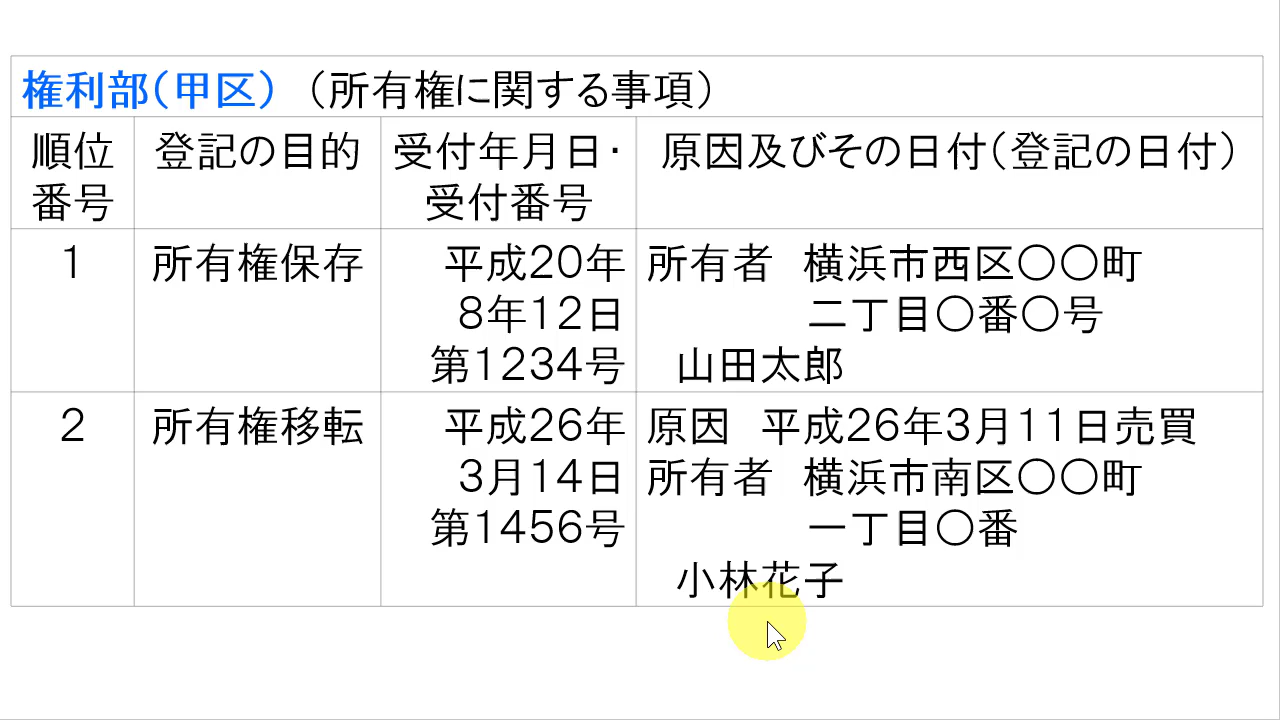 権利部(甲区) (所有権に関する事項)
順位
番号
登記の目的
受付年月日・
受付番号
原因及びその日付(登記の日付)
1
所有権保存
平成20年
8年12日
第1234号
所有者 横浜市西区〇〇町
二丁目〇番〇号
山田太郎
2
所有権移転
平成26年
3月14日
第1456号
原因 平成26年3月11日売買
所有者 横浜市南区〇〇町
一丁目〇番
小林花子